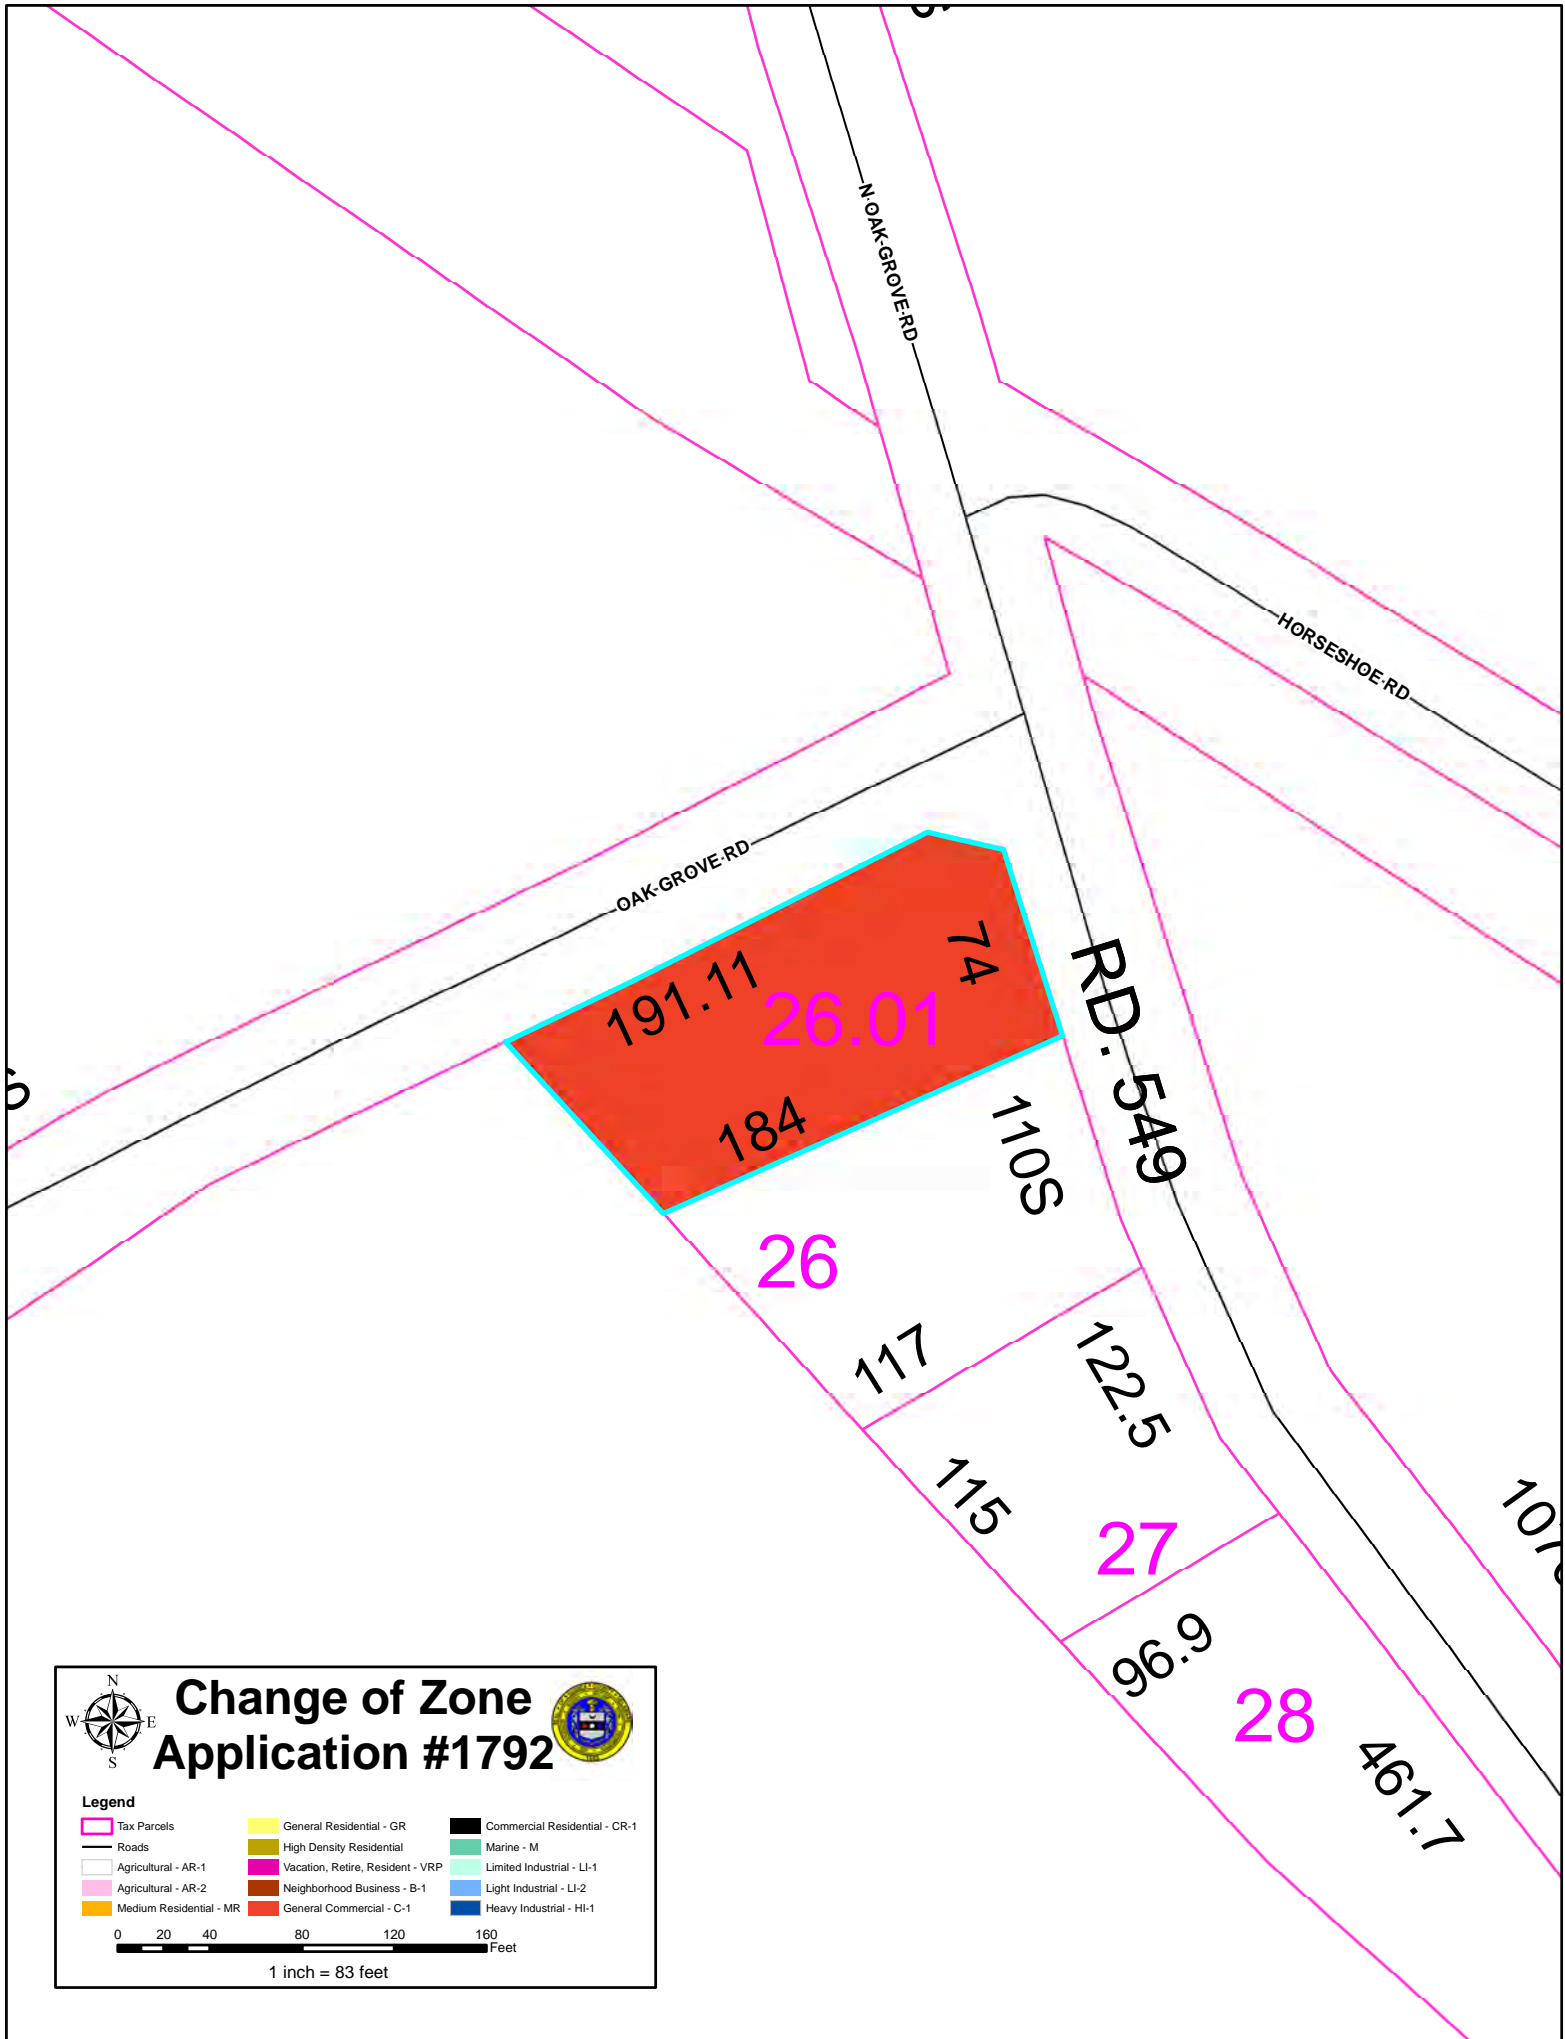 N OAK GROVE RD
HORSESHOE RD
OAK GROVE RD
74
191.11
26.01
RD. 549
184
110S
26
117
122.5
115
27
96.9
28
461.7
N
W E
S
Change of Zone
Application #1792
Legend
Tax Parcels
Roads
Agricultural - AR-1
Agricultural - AR-2
Medium Residential - MR
General Residential - GR
High Density Residential
Vacation, Retire, Resident - VRP
Neighborhood Business - B-1
General Commercial - C-1
Commercial Residential - CR-1
Marine - M
Limited Industrial - LI-1
Light Industrial - LI-2
Heavy Industrial - HI-1
0 20 40 80 120 160
Feet
1 inch = 83 feet